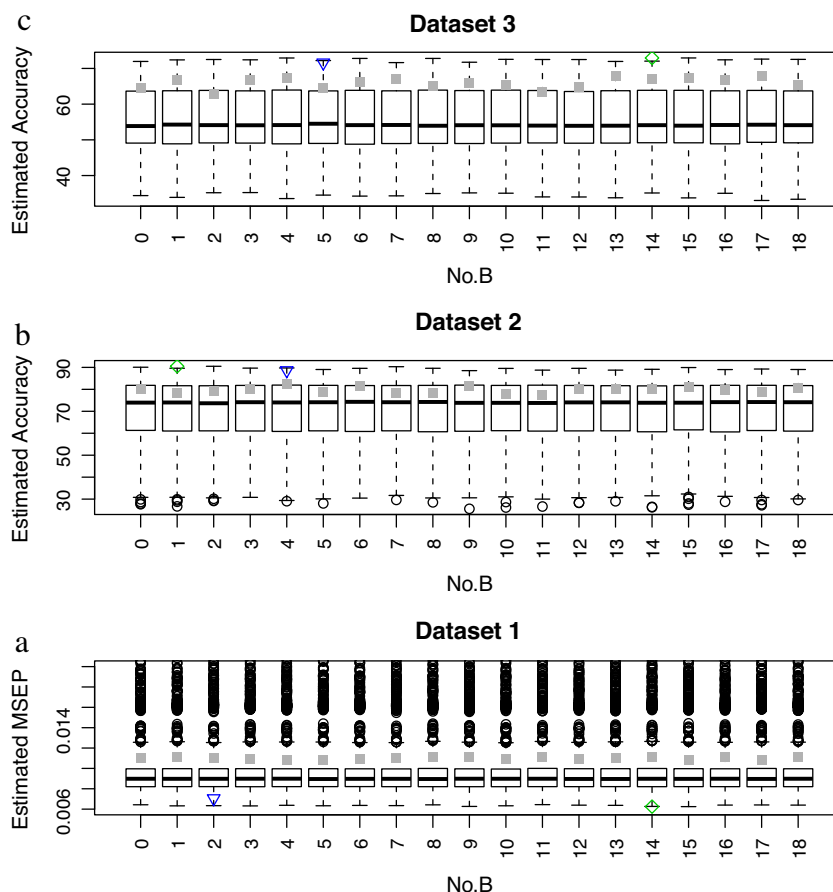 c
Dataset 3
Estimated Accuracy
60
40
0 1 2 3 4 5 6 7 8 9 10 11 12 13 14 15 16 17 18
No.B
b
Dataset 2
Estimated Accuracy
90
70
50
30
0 1 2 3 4 5 6 7 8 9 10 11 12 13 14 15 16 17 18
No.B
a
Dataset 1
Estimated MSEP
0.014
0.006
0 1 2 3 4 5 6 7 8 9 10 11 12 13 14 15 16 17 18
No.B